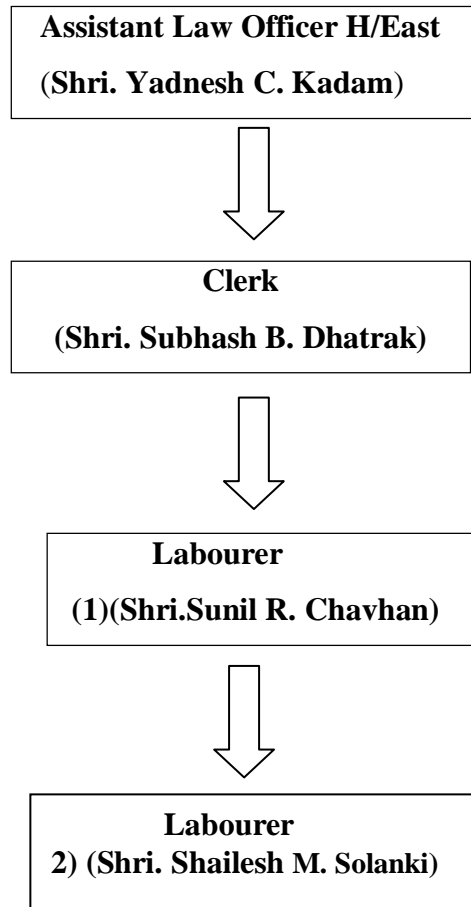 Assistant Law Officer H/East
(Shri. Yadnesh C. Kadam)
Clerk
(Shri. Subhash B. Dhatrak)
Labourer
(1)(Shri.Sunil R. Chavhan)
Labourer
2) (Shri. Shailesh M. Solanki)